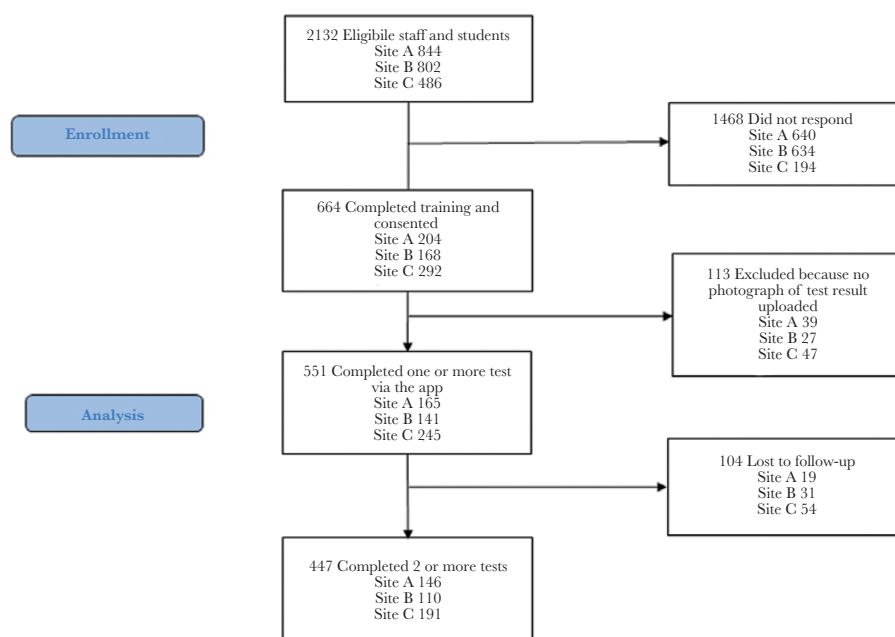 2132 Eligibile staff and students
Site A 844
Site B 802
Site C 486
Enrollment
1468 Did not respond
Site A 640
Site B 634
Site C 194
664 Completed training and
consented
Site A 204
Site B 168
Site C 292
113 Excluded because no
photograph of test result
uploaded
Site A 39
Site B 27
Site C 47
551 Completed one or more test
via the app
Site A 165
Site B 141
Site C 245
Analysis
104 Lost to follow-up
Site A 19
Site B 31
Site C 54
447 Completed 2 or more tests
Site A 146
Site B 110
Site C 191